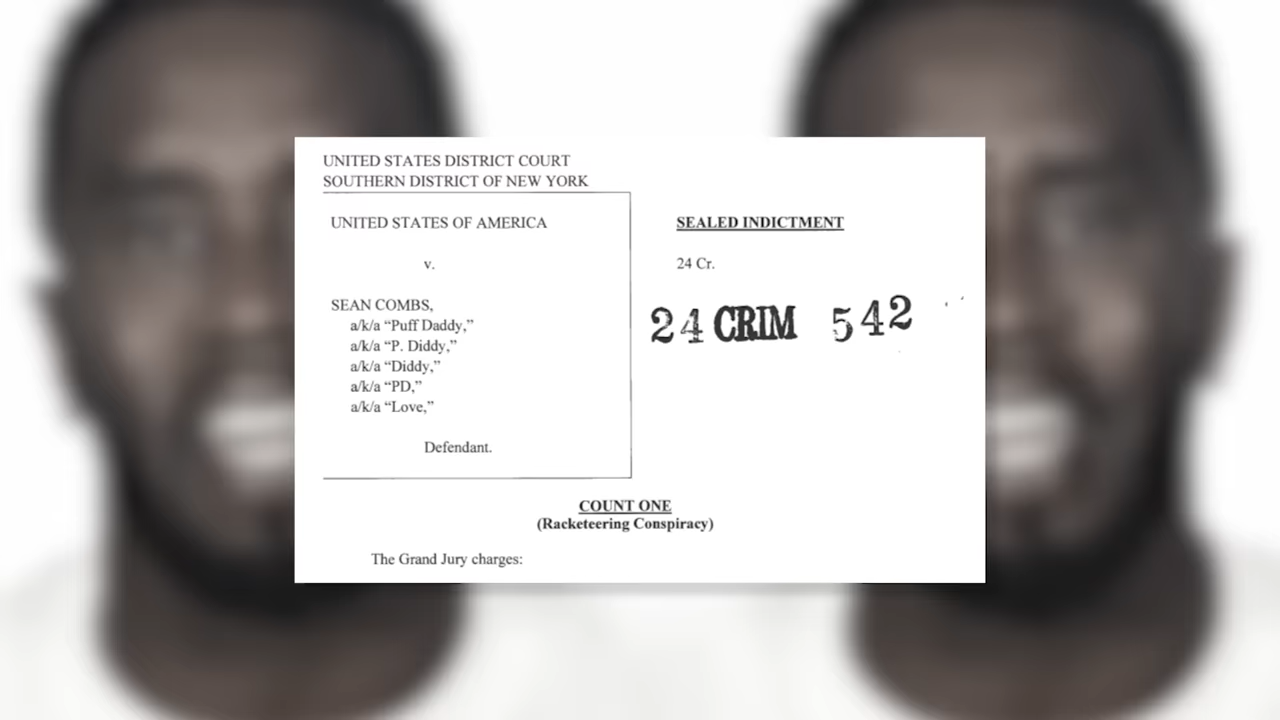 UNITED STATES DISTRICT COURT
SOUTHERN DISTRICT OF NEW YORK
UNITED STATES OF AMERICA
v.
SEAN COMBS,
a/k/a “Puff Daddy,”
a/k/a “P. Diddy,”
a/k/a “Diddy,”
a/k/a “PD,”
a/k/a “Love,”
Defendant.
SEALED INDICTMENT
24 Cr.
24 CRIM 542
COUNT ONE
(Racketeering Conspiracy)
The Grand Jury charges: